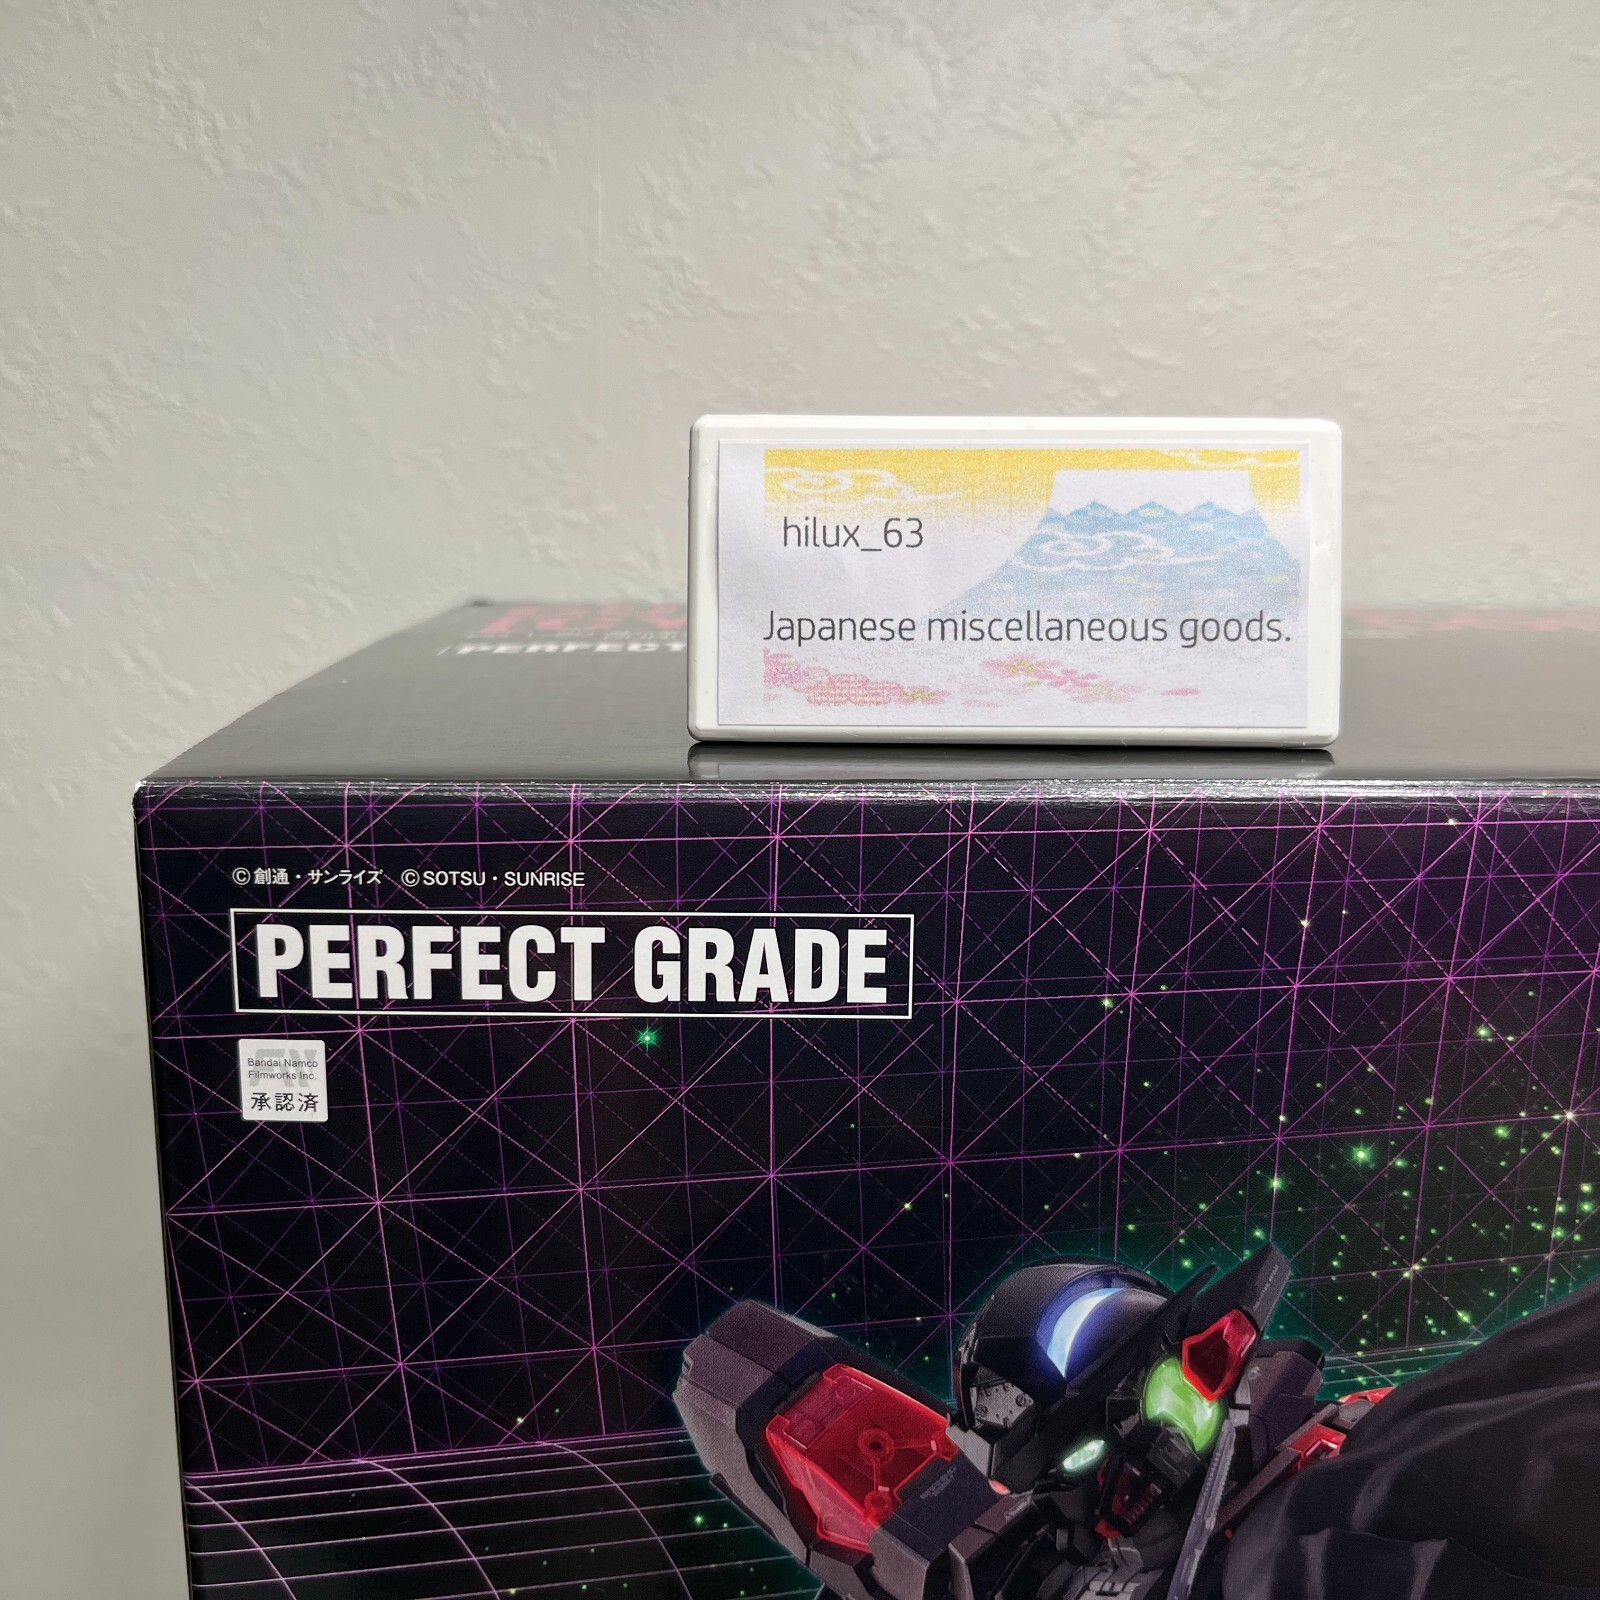 hilux_63
Japanese miscellaneous goods.
PERFECT
©創通・サンライズ ©SOTSU・SUNRISE
PERFECT GRADE
Bandai Namco
Filmworks Inc.
承認済